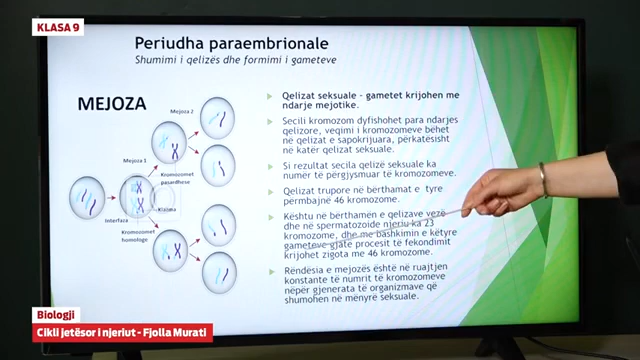 KLASA 9
Periudha paraembrionale
Shumimi i qelizës dhe formimi i gameteve
MEJOZA
Mejoza 2
Mejoza 1
Kromozomet
pasardhëse
Kiazma
Interfaza
Kromozomet
homologe
Qelizat seksuale - gametet krijohen me
ndarje mejotike.
Secili kromozom dyfishohet para ndarjes
qelizore, veçimi i kromozomeve bëhet
në qelizat e sapokrijuara, përkatësisht
në katër qelizat seksuale.
Si rezultat secila qelizë seksuale ka
numër të përgjysmuar të kromozomeve.
Qelizat trupore në bërthamat e tyre
përmbajnë 46 kromozome.
Kështu në bërthamën e qelizave vezë
dhe në spermatozoide njeriu ka 23
kromozome, dhe me bashkimin e këtyre
gameteve gjatë procesit të fekondimit
krijohet zigota me 46 kromozome.
Rëndësia e mejozës është në ruajtjen
konstante të numrit të kromozomeve
nëpër gjenerata të organizmave që
shumohen në mënyrë seksuale.
Biologji
Cikli jetësor i njeriut - Fjolla Murati